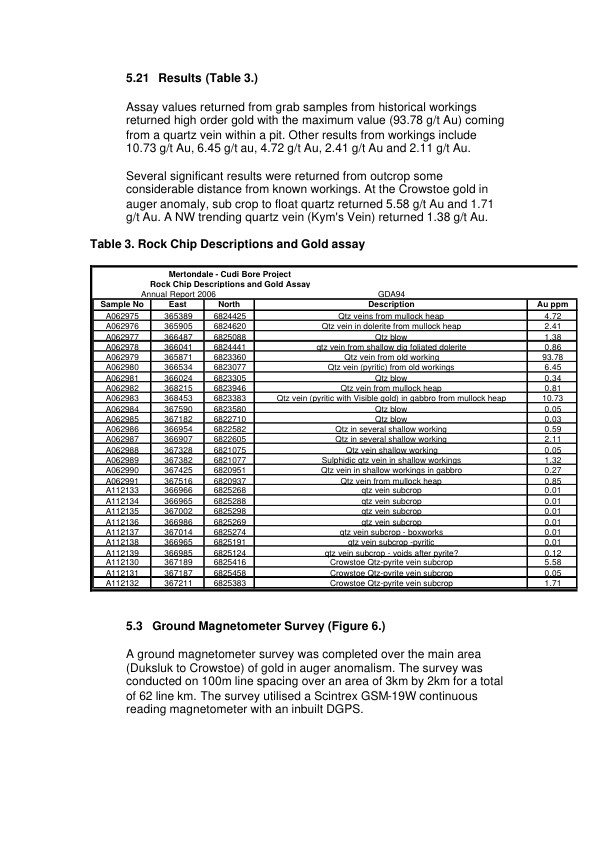 5.21 Results (Table 3.)
Assay values returned from grab samples from historical workings
returned high order gold with the maximum value (93.78 g/t Au) coming
from a quartz vein within a pit. Other results from workings include
10.73 g/t Au, 6.45 g/t au, 4.72 g/t Au, 2.41 g/t Au and 2.11 g/t Au.
Several significant results were returned from outcrop some
considerable distance from known workings. At the Crowstoe gold in
auger anomaly, sub crop to float quartz returned 5.58 g/t Au and 1.71
g/t Au. A NW trending quartz vein (Kym's Vein) returned 1.38 g/t Au.
Table 3. Rock Chip Descriptions and Gold assay
Mertondale - Cudi Bore Project
Rock Chip Descriptions and Gold Assay
Annual Report 2006 GDA94
Sample No East North Description Au ppm
A062975 365389 6824425 Qtz veins from mullock heap 4.72
A062976 365905 6824620 Qtz vein in dolerite from mullock heap 2.41
A062977 366487 6825088 Qtz blow 1.38
A062978 366041 6824441 qtz vein from shallow dig foliated dolerite 0.86
A062979 365871 6823360 Qtz vein from old working 93.78
A062980 366534 6823077 Qtz vein (pyritic) from old workings 6.45
A062981 366024 6823305 Qtz blow 0.34
A062982 368215 6823946 Qtz vein from mullock heap 0.81
A062983 368453 6823383 Qtz vein (pyritic with Visible gold) in gabbro from mullock heap 10.73
A062984 367590 6823580 Qtz blow 0.05
A062985 367182 6822710 Qtz blow 0.03
A062986 366954 6822582 Qtz in several shallow working 0.59
A062987 366907 6822605 Qtz in several shallow working 2.11
A062988 367328 6821075 Qtz vein shallow working 0.05
A062989 367382 6821077 Sulphidic qtz vein in shallow workings 1.32
A062990 367425 6820951 Qtz vein in shallow workings in gabbro 0.27
A062991 367516 6820937 Qtz vein from mullock heap 0.85
A112133 366966 6825268 qtz vein subcrop 0.01
A112134 366965 6825288 qtz vein subcrop 0.01
A112135 367002 6825298 qtz vein subcrop 0.01
A112136 366986 6825269 qtz vein subcrop 0.01
A112137 367014 6825274 qtz vein subcrop - boxworks 0.01
A112138 366965 6825191 qtz vein subcrop -pyritic 0.01
A112139 366985 6825124 qtz vein subcrop - voids after pyrite? 0.12
A112130 367189 6825416 Crowstoe Qtz-pyrite vein subcrop 5.58
A112131 367187 6825458 Crowstoe Qtz-pyrite vein subcrop 0.05
A112132 367211 6825383 Crowstoe Qtz-pyrite vein subcrop 1.71
5.3 Ground Magnetometer Survey (Figure 6.)
A ground magnetometer survey was completed over the main area
(Duksluk to Crowstoe) of gold in auger anomalism. The survey was
conducted on 100m line spacing over an area of 3km by 2km for a total
of 62 line km. The survey utilised a Scintrex GSM-19W continuous
reading magnetometer with an inbuilt DGPS.